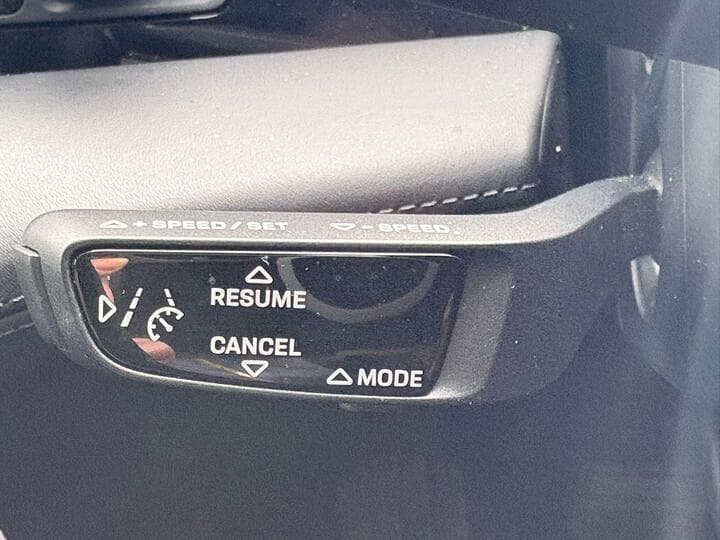 + SPEED / SET - SPEED
RESUME
CANCEL
MODE